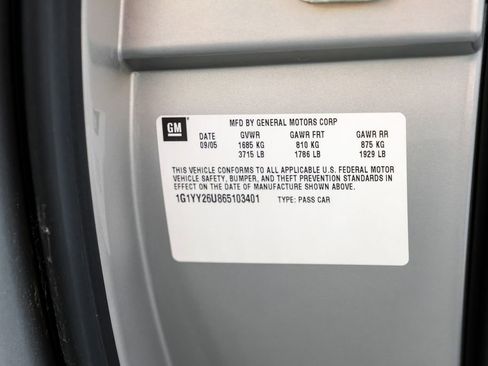 GM
MFD BY GENERAL MOTORS CORP
DATE GVWR GAWR FRT GAWR RR
09/05 1685 KG 810 KG 875 KG
3715 LB 1786 LB 1929 LB
THIS VEHICLE CONFORMS TO ALL APPLICABLE U.S. FEDERAL MOTOR
VEHICLE SAFETY, BUMPER, AND THEFT PREVENTION STANDARDS IN
EFFECT ON THE DATE OF MANUFACTURE SHOWN ABOVE.
1G1YY26U865103401 TYPE: PASS CAR